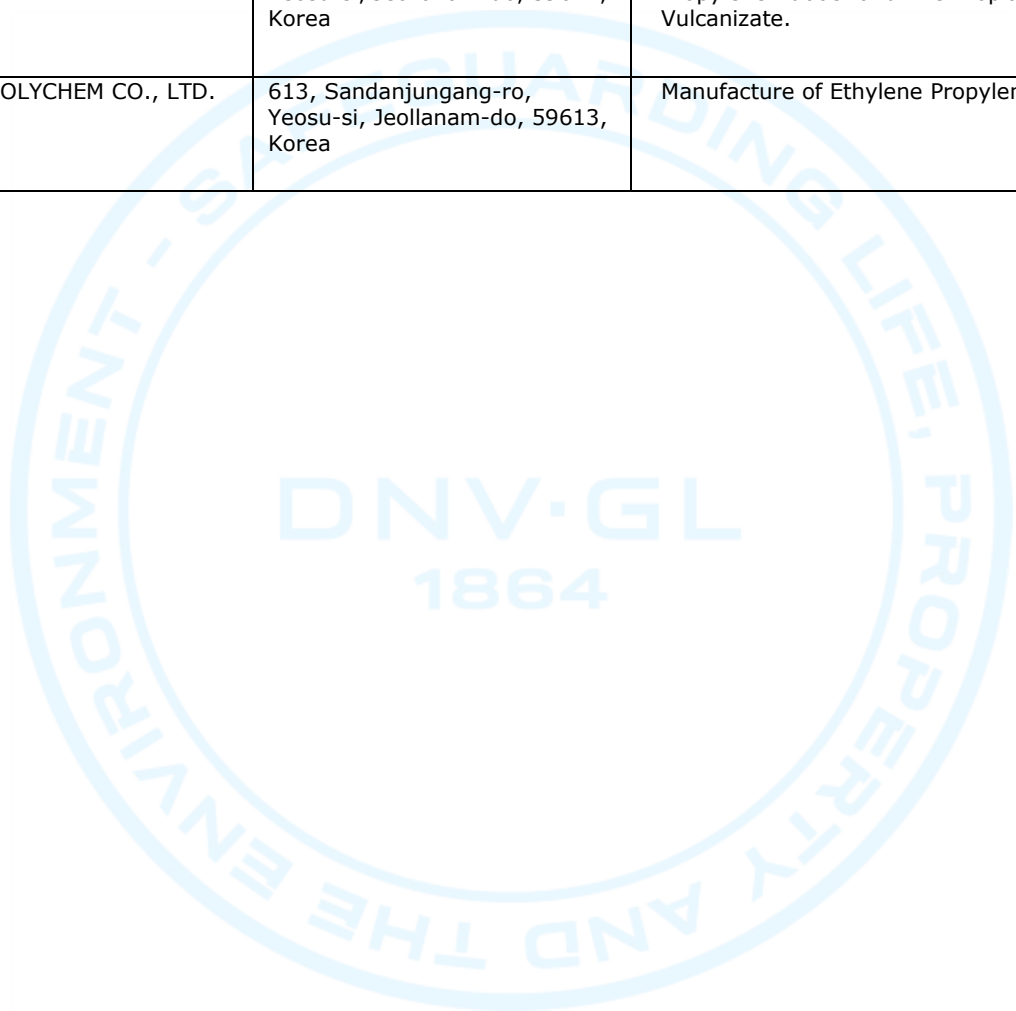 Korea
Vulcanizate.
OLYCHEM CO., LTD.
613, Sandanjungang-ro,
Yeosu-si, Jeollanam-do, 59613,
Korea
Manufacture of Ethylene
SAFEGUARDING LIFE, PROPERTY AND THE ENVIRONMENT -
DNV·GL
1864